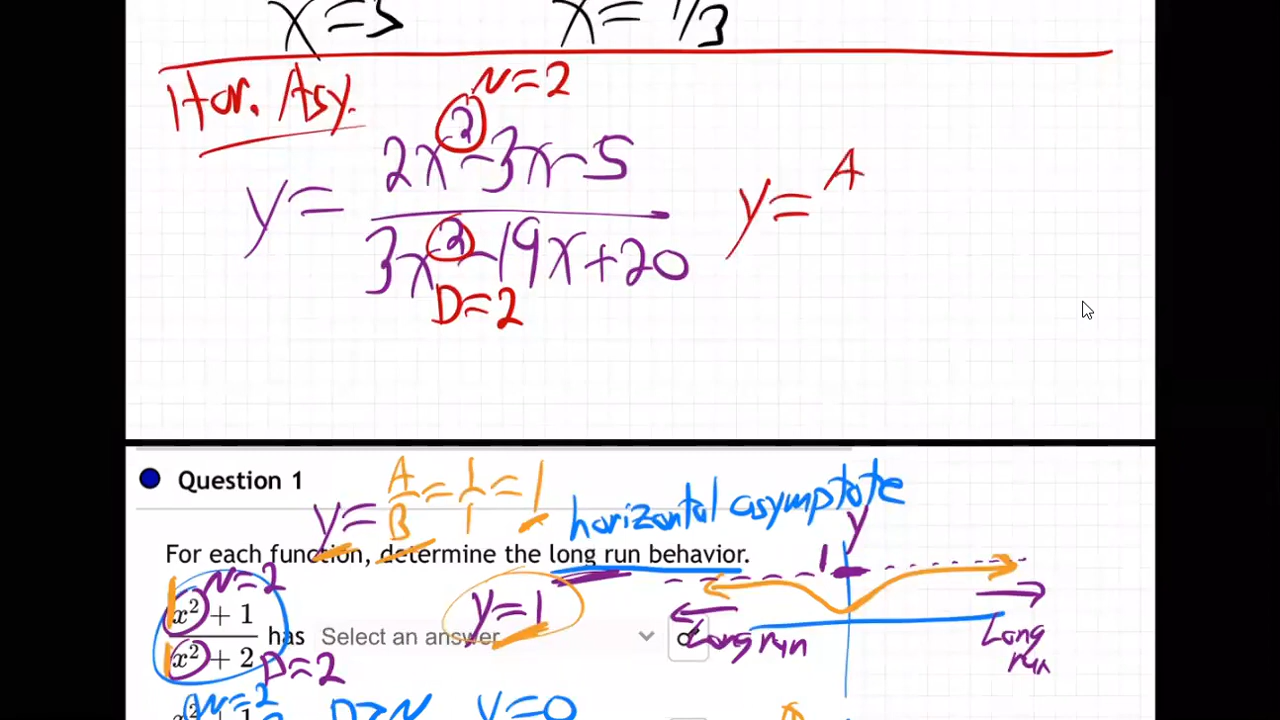 x=5 x=1/3
Hor. Asy.
N=2
y= 2x²-3x-5
3x²-19x+20
D=2
y= A
Question 1
y= A/B = 1/1 = 1
horizontal asymptote
For each function, determine the long run behavior.
y
1
N=2
x² + 1
x² + 2
has Select an answer
y=1
D=2
Long run
Long run
N=2
D>N y=0